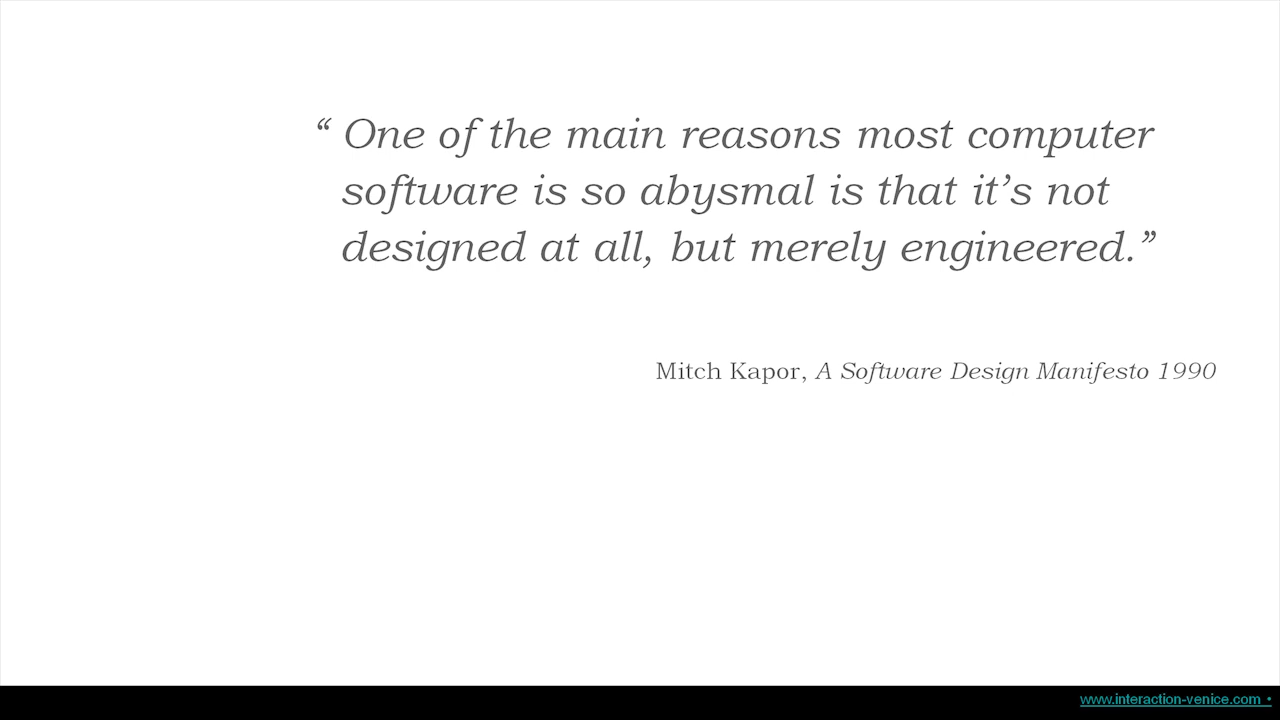 “ One of the main reasons most computer
software is so abysmal is that it’s not
designed at all, but merely engineered.”
Mitch Kapor, A Software Design Manifesto 1990
www.interaction-venice.com •